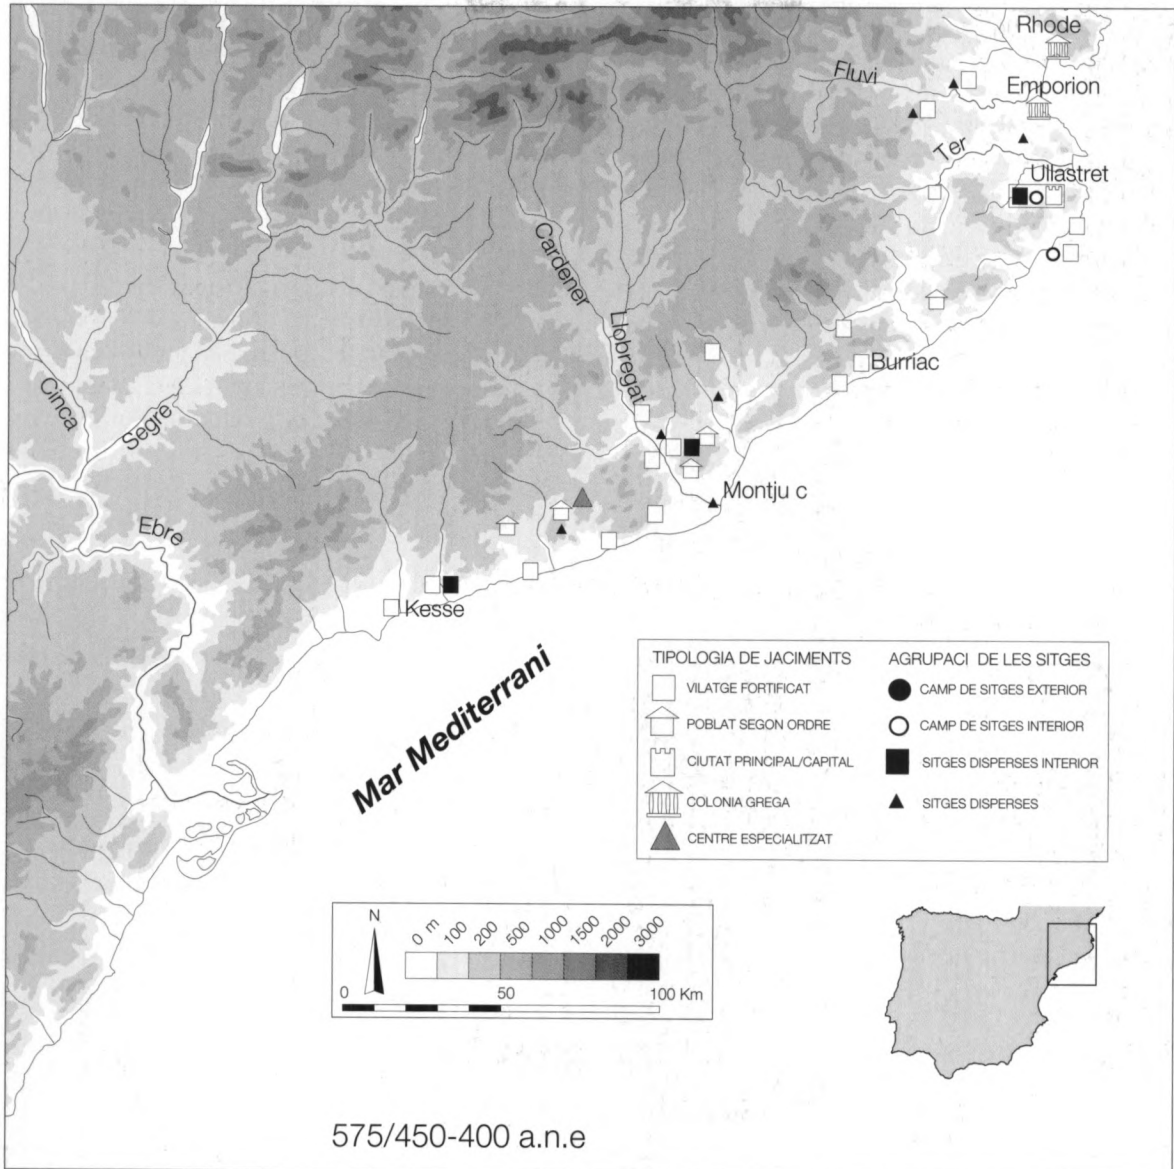 Rhode
Fluvi
Emporion
Ter
Ullastret
Cardener
Llobregat
Burriac
Cinca
Segre
Montju c
Ebre
Kesse
Mar Mediterrani
TIPOLOGIA DE JACIMENTS
VILATGE FORTIFICAT
POBLAT SEGON ORDRE
CIUTAT PRINCIPAL/CAPITAL
COLONIA GREGA
CENTRE ESPECIALITZAT
AGRUPACI DE LES SITGES
CAMP DE SITGES EXTERIOR
CAMP DE SITGES INTERIOR
SITGES DISPERSES INTERIOR
SITGES DISPERSES
N
0 m 100 200 500 1000 1500 2000 3000
0 50 100 Km
575/450-400 a.n.e